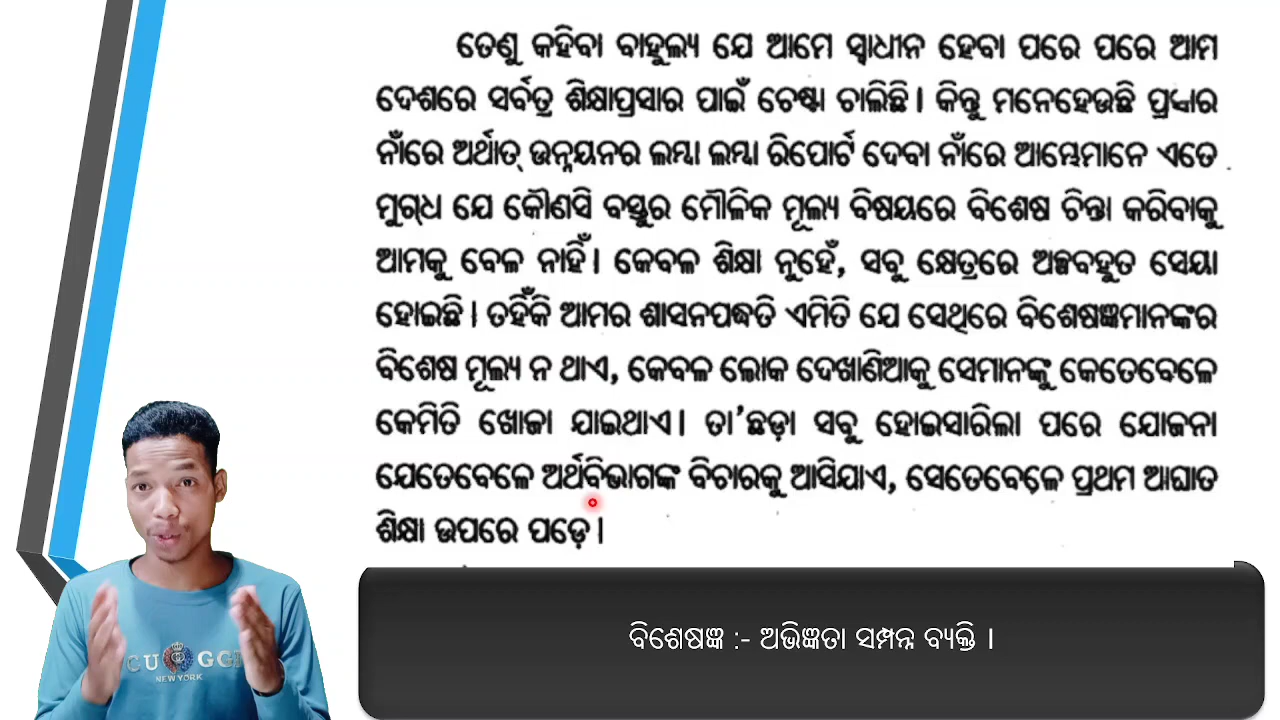 ତେଣୁ କହିବା ବାହୁଲ୍ୟ ଯେ ଆମେ ସ୍ୱାଧୀନ ହେବା ପରେ ପରେ ଆମ
ଦେଶରେ ସର୍ବତ୍ର ଶିକ୍ଷାପ୍ରସାର ପାଇଁ ଚେଷ୍ଟା ଚାଲିଛି । କିନ୍ତୁ ମନେହେଉଛି ପ୍ରସାର
ନାଁରେ ଅର୍ଥାତ୍ ଉନ୍ନୟନର ଲମ୍ବା ଲମ୍ବା ରିପୋର୍ଟ ଦେବା ନାଁରେ ଆମ୍ଭେମାନେ ଏତେ
ମୁଗ୍‌ଧ ଯେ କୌଣସି ବସ୍ତୁର ମୌଳିକ ମୂଲ୍ୟ ବିଷୟରେ ବିଶେଷ ଚିନ୍ତା କରିବାକୁ
ଆମକୁ ବେଳ ନାହିଁ । କେବଳ ଶିକ୍ଷା ନୁହେଁ, ସବୁ କ୍ଷେତ୍ରରେ ଅଳ୍ପବହୁତ ସେୟା
ହୋଇଛି । ତହିଁକି ଆମର ଶାସନପଦ୍ଧତି ଏମିତି ଯେ ସେଥିରେ ବିଶେଷଜ୍ଞମାନଙ୍କର
ବିଶେଷ ମୂଲ୍ୟ ନ ଥାଏ, କେବଳ ଲୋକ ଦେଖାଣିଆକୁ ସେମାନଙ୍କୁ କେତେବେଳେ
କେମିତି ଖୋଜା ଯାଇଥାଏ । ତା'ଛଡ଼ା ସବୁ ହୋଇସାରିଲା ପରେ ଯୋଜନା
ଯେତେବେଳେ ଅର୍ଥବିଭାଗଙ୍କ ବିଚାରକୁ ଆସିଯାଏ, ସେତେବେଳେ ପ୍ରଥମ ଆଘାତ
ଶିକ୍ଷା ଉପରେ ପଡ଼େ ।
ବିଶେଷଜ୍ଞ :- ଅଭିଜ୍ଞତା ସମ୍ପନ୍ନ ବ୍ୟକ୍ତି ।
NEW YORK